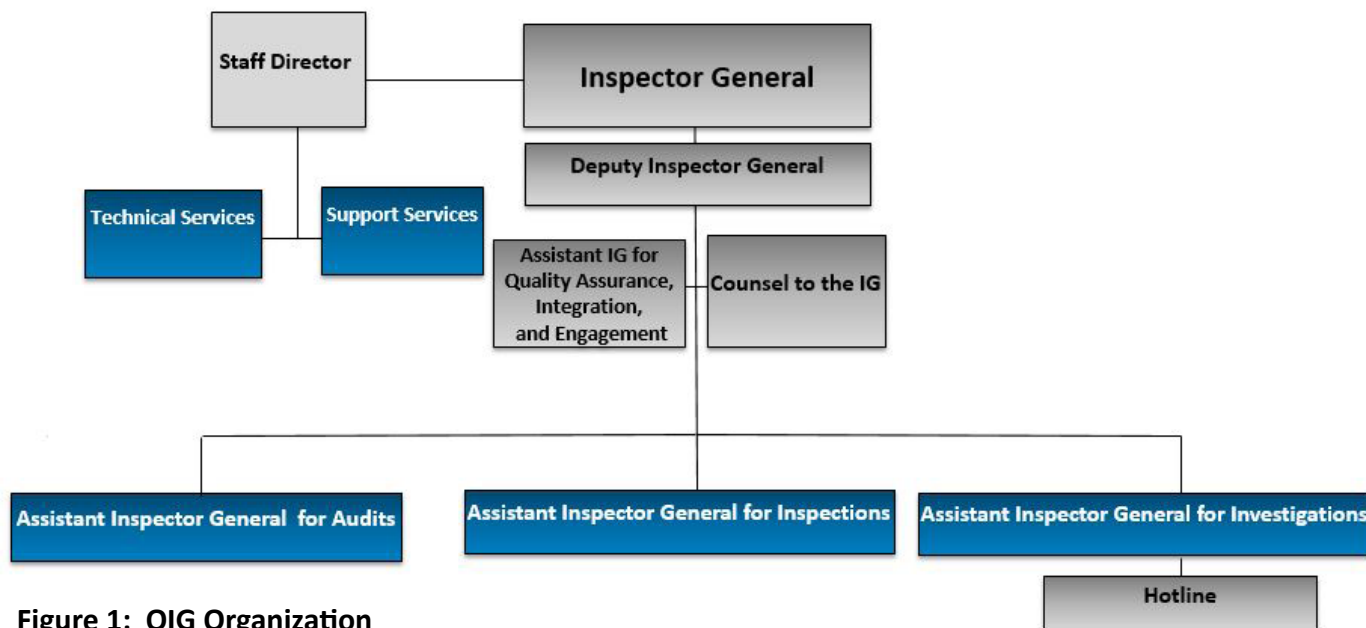 Staff Director
Inspector General
Deputy Inspector General
Technical Services
Support Services
Assistant IG for
Quality Assurance,
Integration,
and Engagement
Counsel to the IG
Assistant Inspector General for Audits
Assistant Inspector General for Inspections
Assistant Inspector General for Investigations
Hotline
Figure 1: OIG Organization